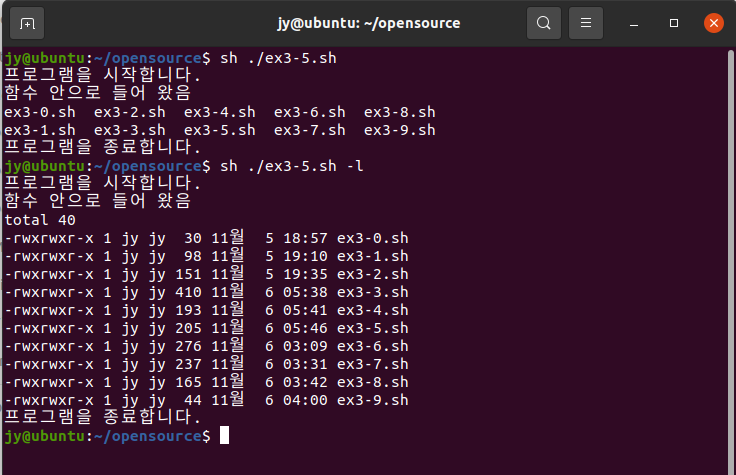 jy@ubuntu: ~/opensource
jy@ubuntu:~/opensource$ sh ./ex3-5.sh
프로그램을 시작합니다.
함수 안으로 들어 왔음
ex3-0.sh  ex3-2.sh  ex3-4.sh  ex3-6.sh  ex3-8.sh
ex3-1.sh  ex3-3.sh  ex3-5.sh  ex3-7.sh  ex3-9.sh
프로그램을 종료합니다.
jy@ubuntu:~/opensource$ sh ./ex3-5.sh -l
프로그램을 시작합니다.
함수 안으로 들어 왔음
total 40
-rwxrwxr-x 1 jy jy  30 11월  5 18:57 ex3-0.sh
-rwxrwxr-x 1 jy jy  98 11월  5 19:10 ex3-1.sh
-rwxrwxr-x 1 jy jy 151 11월  5 19:35 ex3-2.sh
-rwxrwxr-x 1 jy jy 410 11월  6 05:38 ex3-3.sh
-rwxrwxr-x 1 jy jy 193 11월  6 05:41 ex3-4.sh
-rwxrwxr-x 1 jy jy 205 11월  6 05:46 ex3-5.sh
-rwxrwxr-x 1 jy jy 276 11월  6 03:09 ex3-6.sh
-rwxrwxr-x 1 jy jy 237 11월  6 03:31 ex3-7.sh
-rwxrwxr-x 1 jy jy 165 11월  6 03:42 ex3-8.sh
-rwxrwxr-x 1 jy jy  44 11월  6 04:00 ex3-9.sh
프로그램을 종료합니다.
jy@ubuntu:~/opensource$